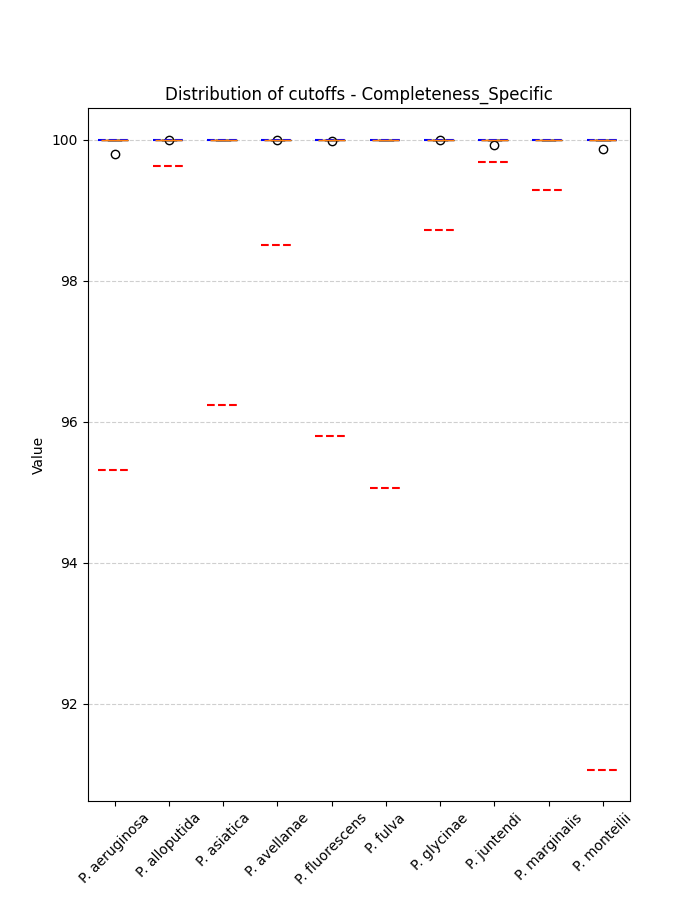 Distribution of cutoffs - Completeness_Specific
100
98
96
94
92
Value
P. aeruginosa
P. alloputida
P. asiatica
P. avellanae
P. fluorescens
P. fulva
P. glycinae
P. juntendi
P. marginalis
P. monteilii